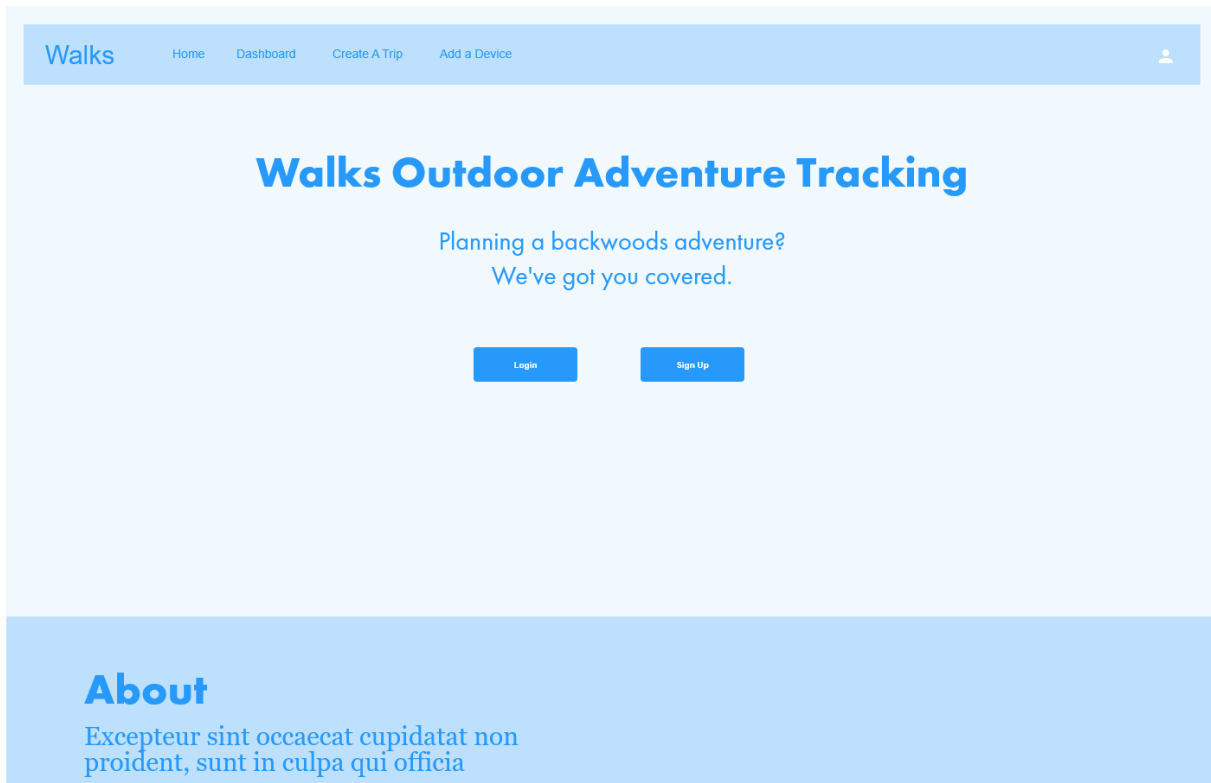 Walks Home Dashboard Create A Trip Add a Device
Walks Outdoor Adventure Tracking
Planning a backwoods adventure?
We've got you covered.
Login Sign Up
About
Excepteur sint occaecat cupidatat non
proident, sunt in culpa qui officia